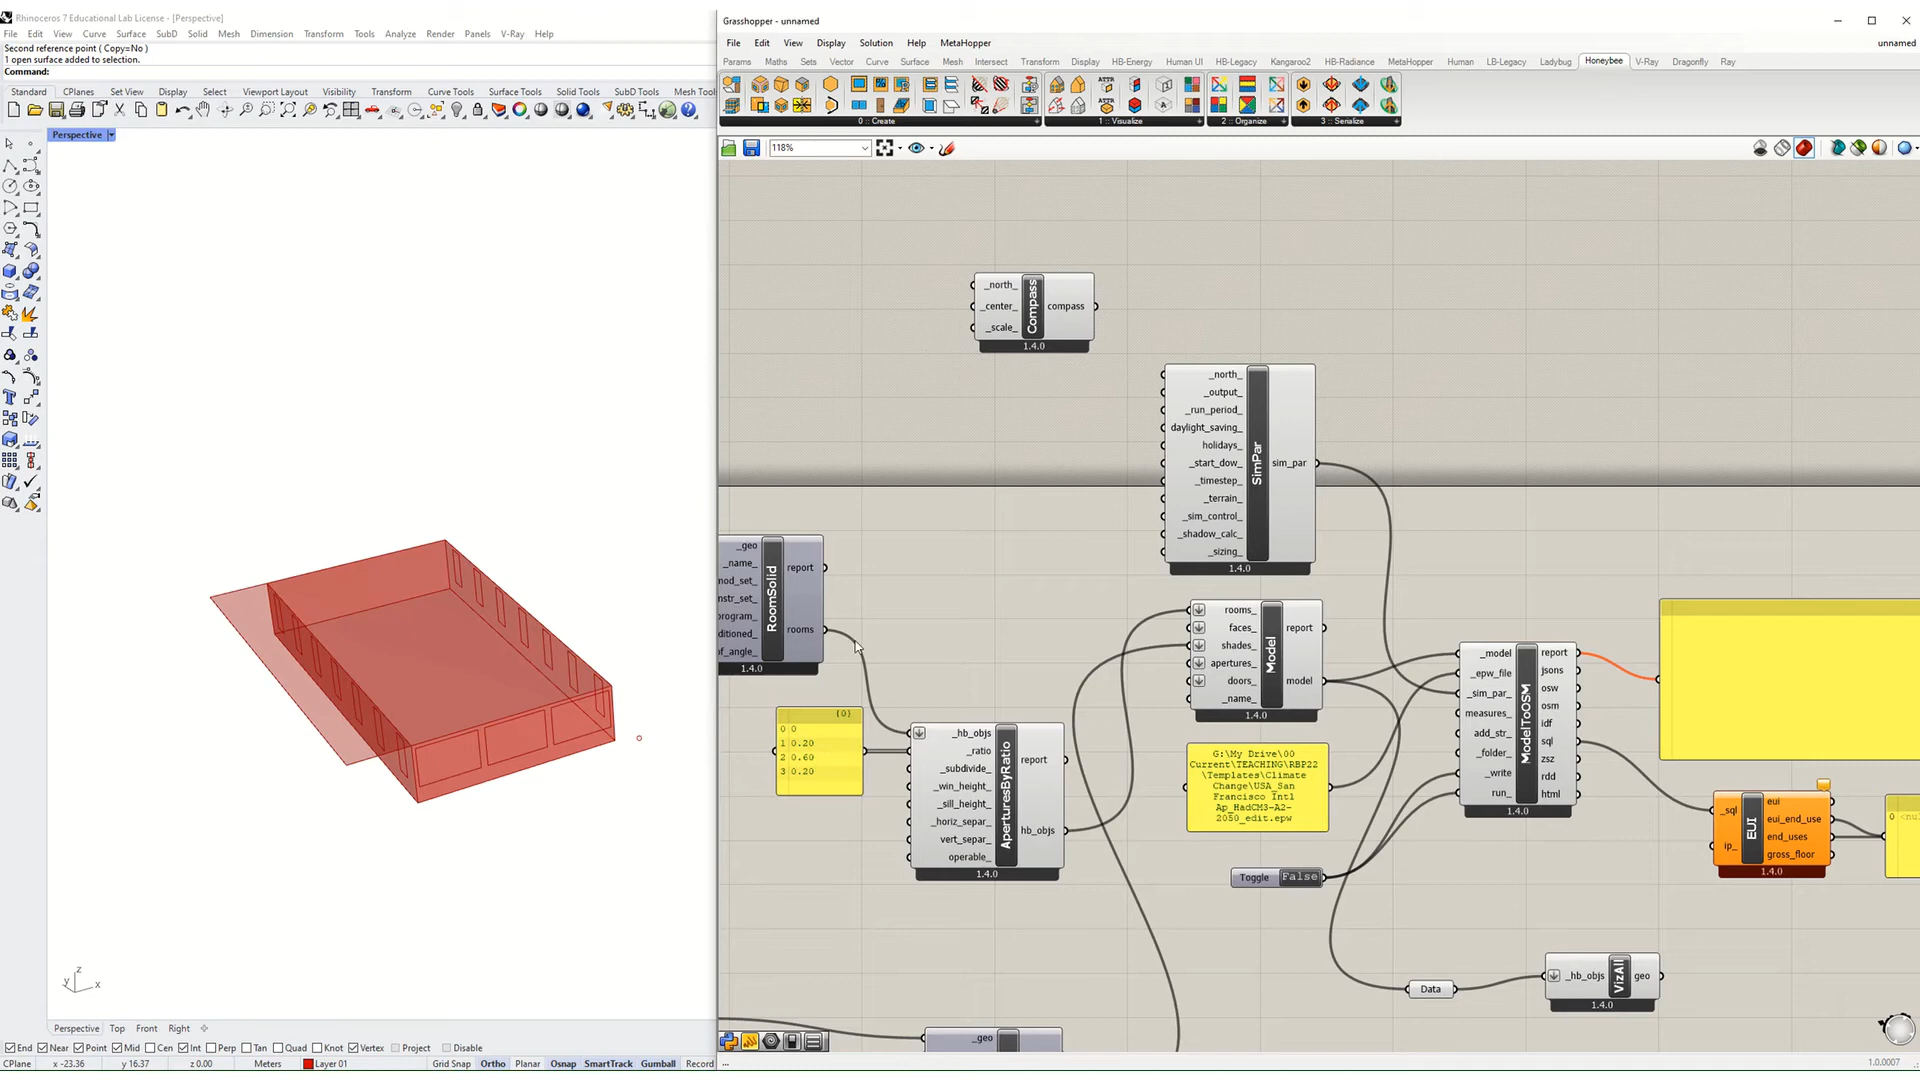 Rhinoceros 7 Educational Lab License - [Perspective]
File Edit View Curve Surface SubD Solid Mesh Dimension Transform Tools Analyze Render Panels V-Ray Help
Second reference point ( Copy=No )
1 open surface added to selection.
Command:
Standard CPlanes Set View Display Select Viewport Layout Visibility Transform Curve Tools Surface Tools Solid Tools SubD Tools Mesh Tools
Perspective
z
y
x
Perspective Top Front Right
End Near Point Mid Cen Int Perp Tan Quad Knot Vertex Project Disable
CPlane x -23.36 y 16.37 z 0.00 Meters Layer 01 Grid Snap Ortho Planar Osnap SmartTrack Gumball Record
Grasshopper - unnamed
File Edit View Display Solution Help MetaHopper
unnamed
Params Maths Sets Vector Curve Surface Mesh Intersect Transform Display HB-Energy Human UI HB-Legacy Kangaroo2 HB-Radiance MetaHopper Human LB-Legacy Ladybug Honeybee V-Ray Dragonfly Ray
ATTR
ATTR
0 :: Create
1 :: Visualize
2 :: Organize
3 :: Serialize
118%
_north_
_center_
_scale_
Compass
compass
1.4.0
_north_
_output_
_run_period_
daylight_saving_
holidays_
_start_dow_
_timestep_
_terrain_
_sim_control_
_shadow_calc_
_sizing_
SimPar
sim_par
1.4.0
_geo
_name_
mod_set_
nstr_set_
program_
ditioned_
of_angle_
RoomSolid
report
rooms
1.4.0
{0}
0 0
1 0.20
2 0.60
3 0.20
_hb_objs
_ratio
_subdivide_
_win_height_
_sill_height_
_horiz_separ_
vert_separ_
operable_
AperturesByRatio
report
hb_objs
1.4.0
rooms_
faces_
shades_
apertures_
doors_
_name_
Model
report
model
1.4.0
G:\My Drive\00
Current\TEACHING\RBP22
\Templates\Climate
Change\USA_San
Francisco Intl
Ap_HadCM3-A2-
2050_edit.epw
Toggle False
_model
_epw_file
_sim_par_
measures_
add_str_
_folder_
_write
run_
ModelToOSM
report
jsons
osw
osm
idf
sql
zsz
rdd
html
1.4.0
_sql
ip_
EUI
eui
eui_end_use
end_uses
gross_floor
1.4.0
0 <nu
Data
_hb_objs
VizAll
geo
1.4.0
_geo
...
1.0.0007